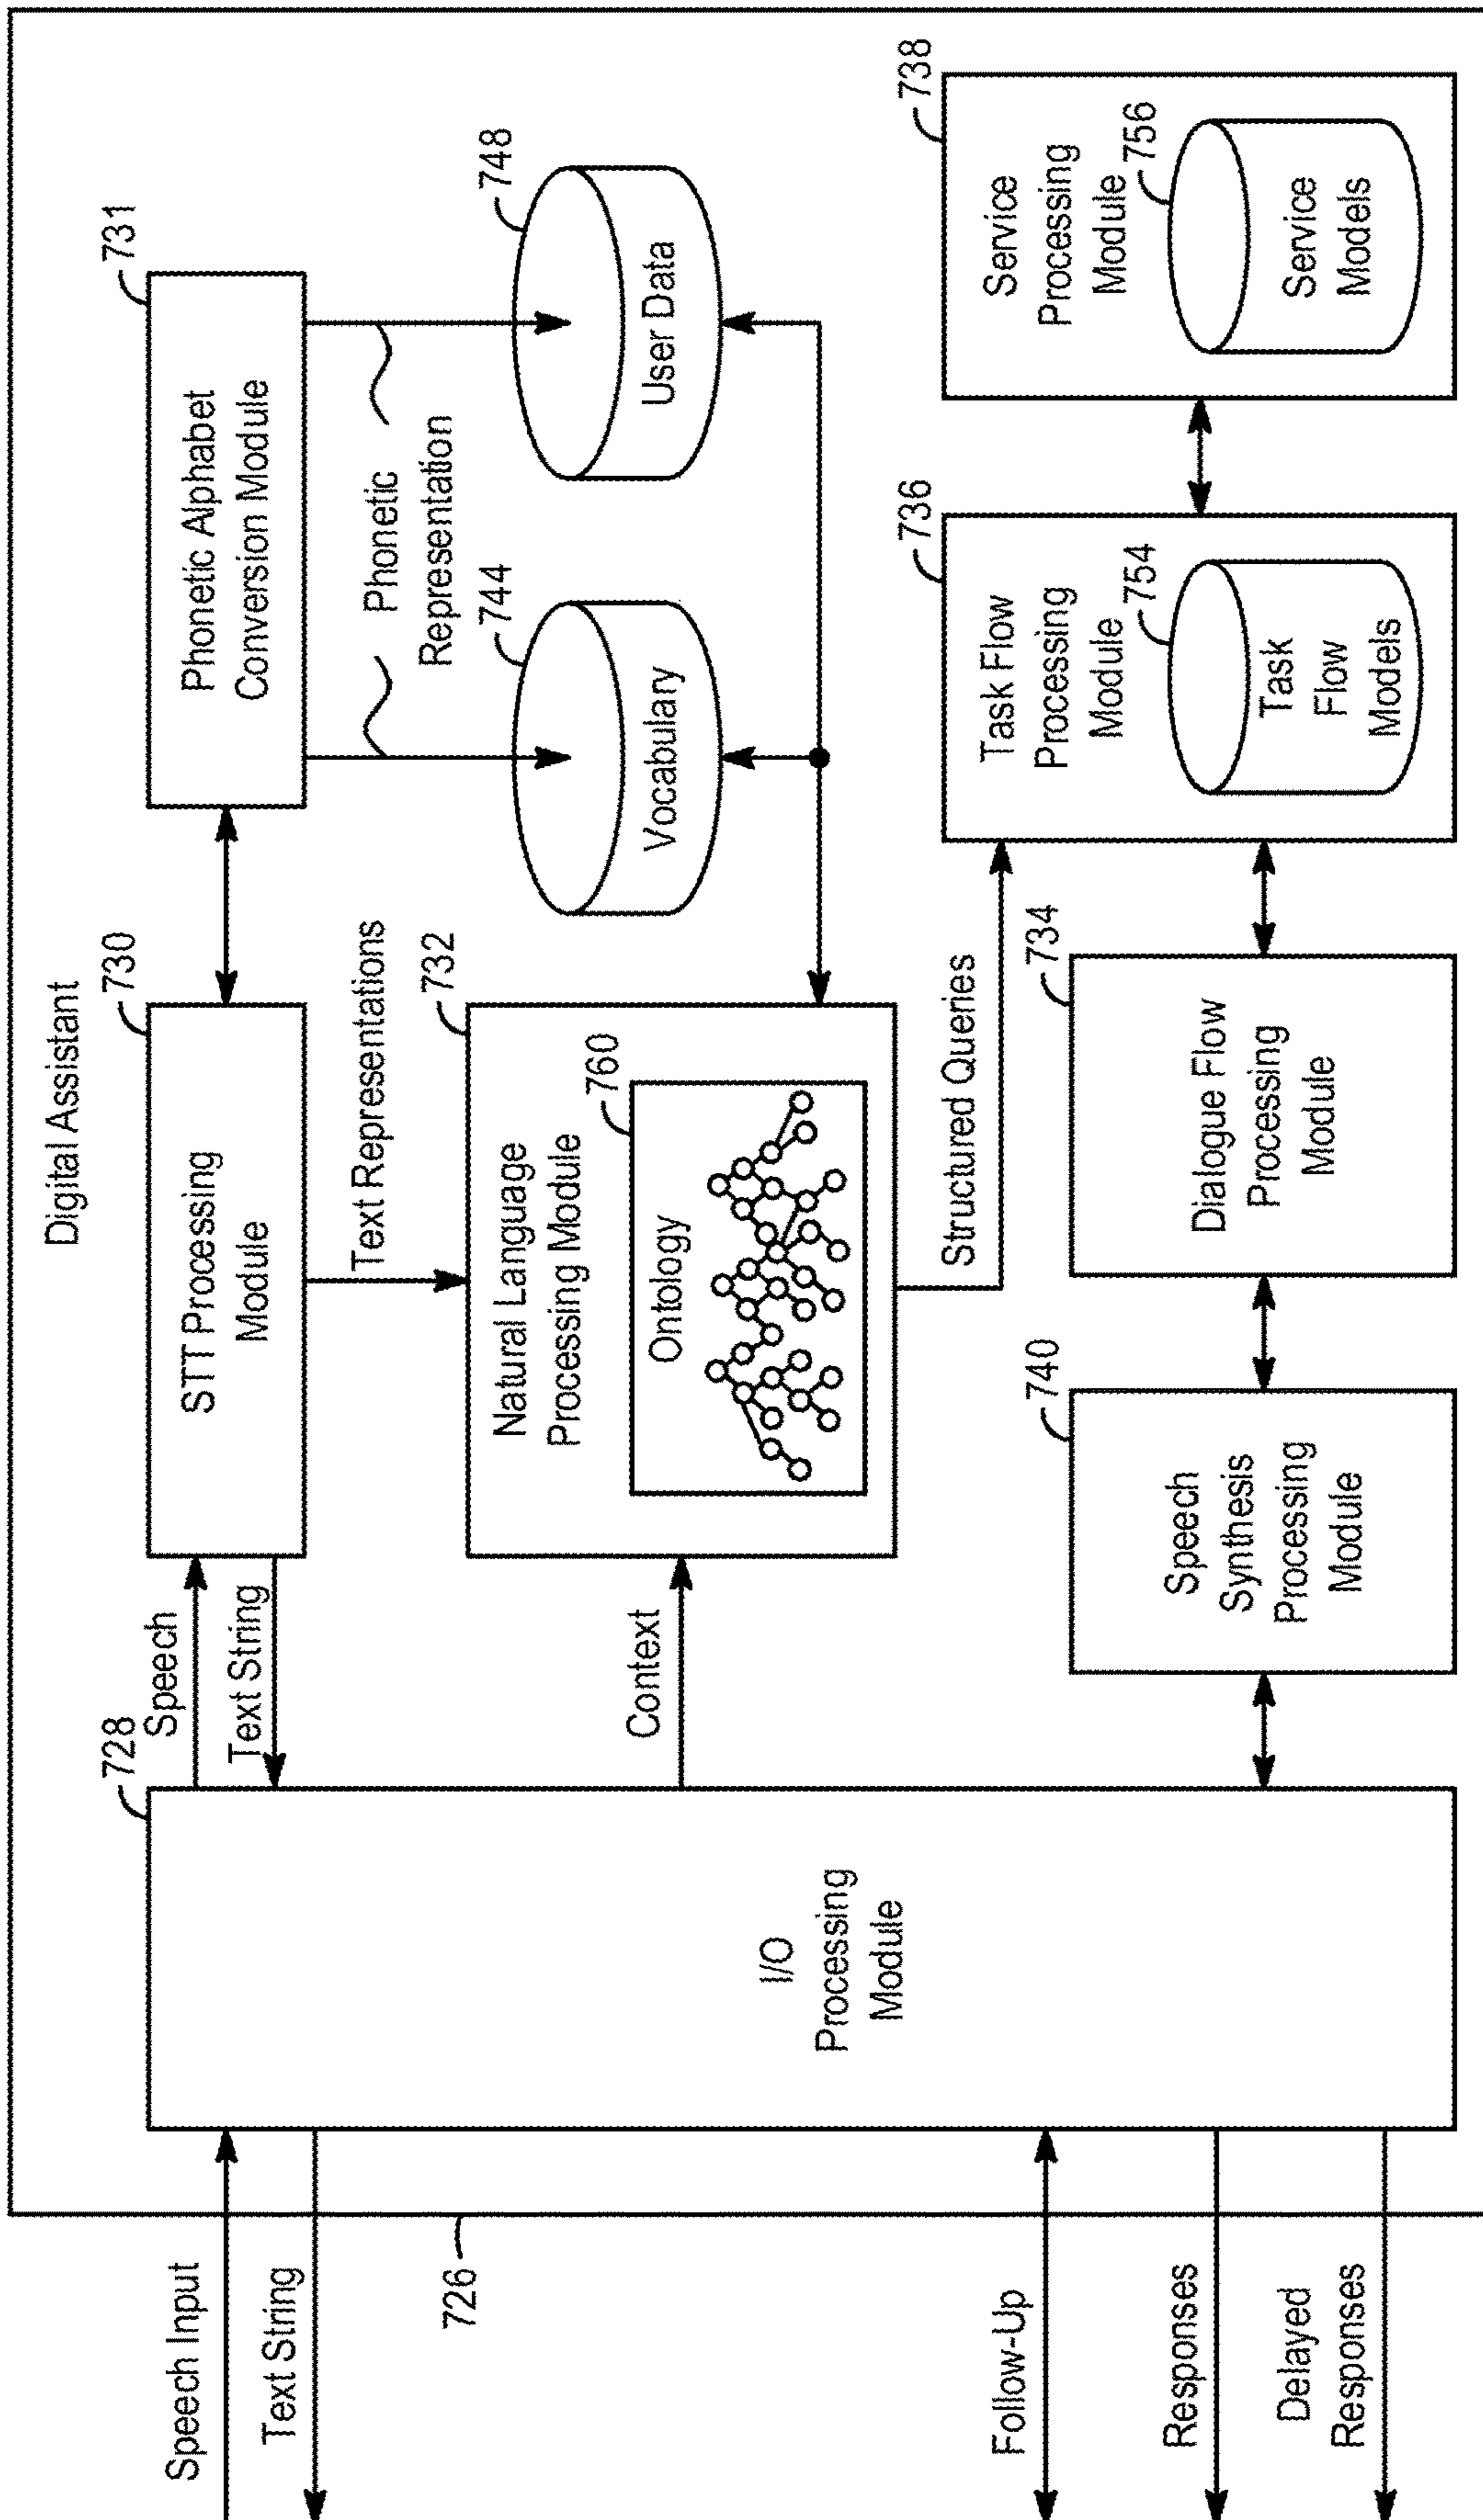 Digital Assistant
Speech Input
Text String
726
728
I/O
Processing
Module
Speech
Text String
Context
730
STT Processing
Module
Text Representations
732
Natural Language
Processing Module
760
Ontology
731
Phonetic Alphabet
Conversion Module
Phonetic
Representation
744
Vocabulary
748
User Data
Structured Queries
Follow-Up
Responses
Delayed
Responses
740
Speech
Synthesis
Processing
Module
734
Dialogue Flow
Processing
Module
736
Task Flow
Processing
Module
754
Task
Flow
Models
738
Service
Processing
Module
756
Service
Models